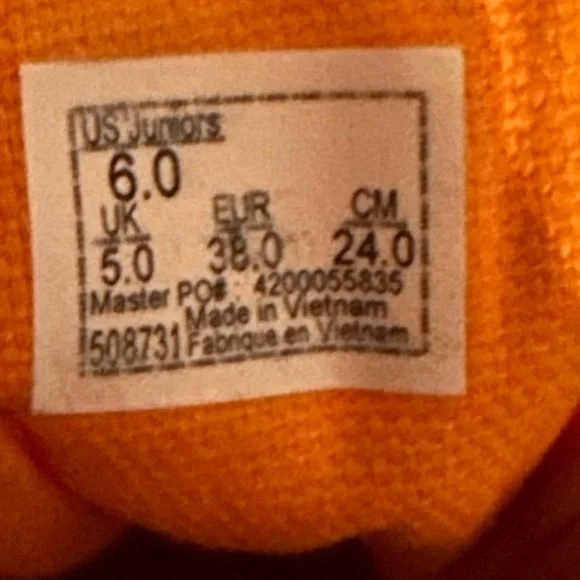 US Juniors
6.0
UK EUR CM
5.0 38.0 24.0
Master PO#: 4200055835
Made in Vietnam
508731 Fabrique en Vietnam